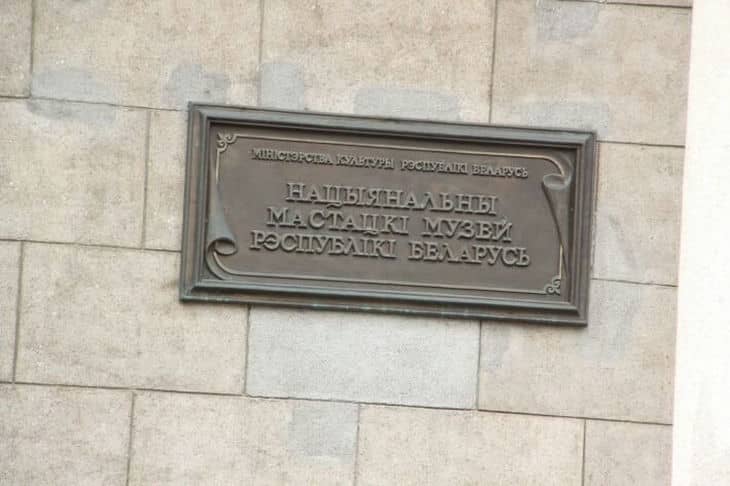 МІНІСТЭРСТВА КУЛЬТУРЫ РЭСПУБЛІКІ БЕЛАРУСЬ
НАЦЫЯНАЛЬНЫ
МАСТАЦКІ МУЗЕЙ
РЭСПУБЛІКІ БЕЛАРУСЬ